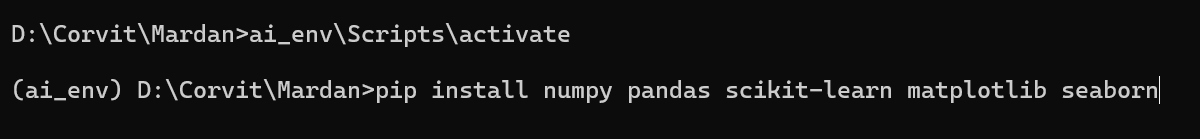 D:\Corvit\Mardan>ai_env\Scripts\activate
(ai_env) D:\Corvit\Mardan>pip install numpy pandas scikit-learn matplotlib seaborn